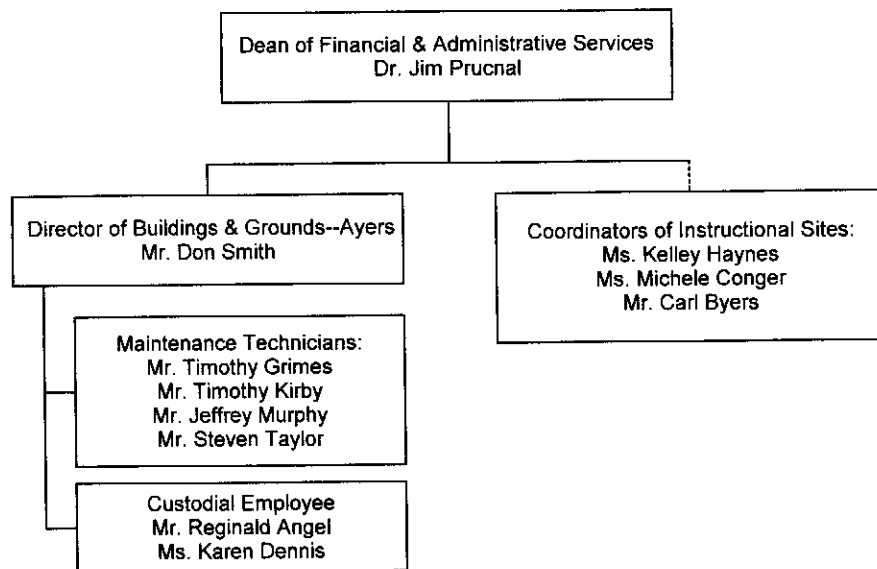 Dean of Financial & Administrative Services
Dr. Jim Prucnal
Director of Buildings & Grounds--Ayers
Mr. Don Smith
Coordinators of Instructional Sites:
Ms. Kelley Haynes
Ms. Michele Conger
Mr. Carl Byers
Maintenance Technicians:
Mr. Timothy Grimes
Mr. Timothy Kirby
Mr. Jeffrey Murphy
Mr. Steven Taylor
Custodial Employee
Mr. Reginald Angel
Ms. Karen Dennis